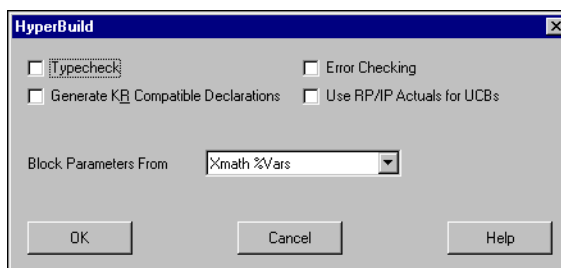 HyperBuild
Typecheck
Error Checking
Generate KR Compatible Declarations
Use RP/IP Actuals for UCBs
Block Parameters From
Xmath %Vars
OK
Cancel
Help